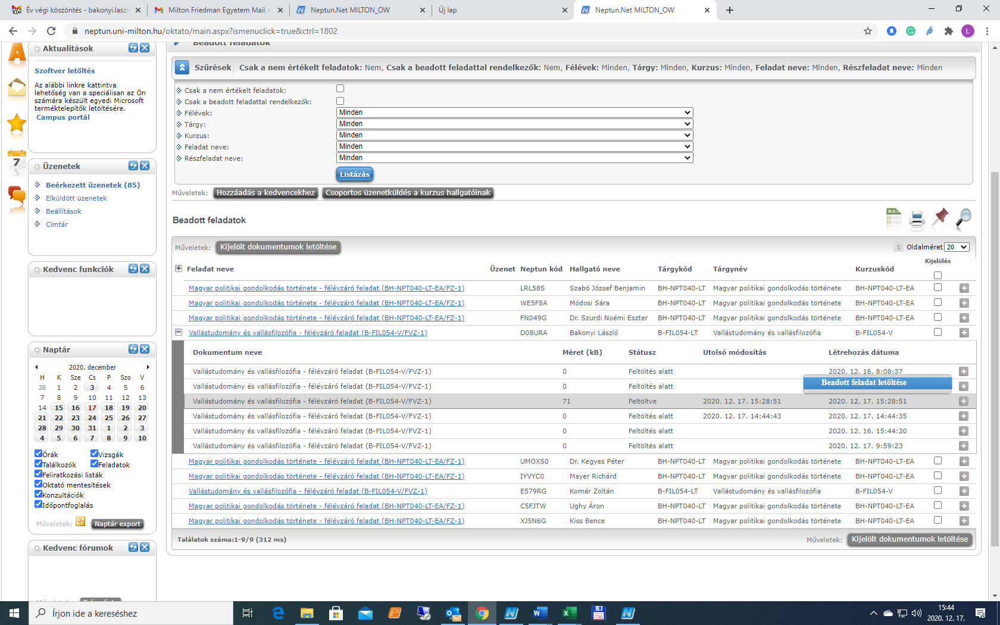 Év végi köszöntés - bakonyi.laszl
Milton Friedman Egyetem Mail -
Neptun.Net MILTON_OW
Új lap
Neptun.Net MILTON_OW
neptun.uni-milton.hu/oktato/main.aspx?ismenuclick=true&ctrl=1802
L
Aktualitások
Szoftver letöltés
Az alábbi linkre kattintva
lehetőség van a speciálisan az Ön
számára készült egyedi Microsoft
terméktelepítők letöltésére.
Campus portál
Üzenetek
Beérkezett üzenetek (85)
Elküldött üzenetek
Beállítások
Címtár
Kedvenc funkciók
Naptár
2020. december
H K Sze Cs P Szo V
30 1 2 3 4 5 6
7 8 9 10 11 12 13
14 15 16 17 18 19 20
21 22 23 24 25 26 27
28 29 30 31 1 2 3
4 5 6 7 8 9 10
Órák Vizsgák
Találkozók Feladatok
Feliratkozási listák
Oktató mentesítések
Konzultációk
Időpontfoglalás
Műveletek: Naptár export
Kedvenc fórumok
Beadott feladatok
Szűrések Csak a nem értékelt feladatok: Nem, Csak a beadott feladattal rendelkezők: Nem, Félévek: Minden, Tárgy: Minden, Kurzus: Minden, Feladat neve: Minden, Részfeladat neve: Minden
Csak a nem értékelt feladatok:
Csak a beadott feladattal rendelkezők:
Félévek: Minden
Tárgy: Minden
Kurzus: Minden
Feladat neve: Minden
Részfeladat neve: Minden
Listázás
Műveletek: Hozzáadás a kedvencekhez Csoportos üzenetküldés a kurzus hallgatóinak
Beadott feladatok
XLS
Műveletek: Kijelölt dokumentumok letöltése 1 Oldalméret 20
Feladat neve Üzenet Neptun kód Hallgató neve Tárgykód Tárgynév Kurzuskód Kijelölés
Magyar politikai gondolkodás története - félévzáró feladat (BH-NPT040-LT-EA/FZ-1) LRL58S Szabó József Benjamin BH-NPT040-LT Magyar politikai gondolkodás története BH-NPT040-LT-EA
Magyar politikai gondolkodás története - félévzáró feladat (BH-NPT040-LT-EA/FZ-1) WE5F8A Módosi Sára BH-NPT040-LT Magyar politikai gondolkodás története BH-NPT040-LT-EA
Magyar politikai gondolkodás története - félévzáró feladat (BH-NPT040-LT-EA/FZ-1) FN049G Dr. Szurdi Noémi Eszter BH-NPT040-LT Magyar politikai gondolkodás története BH-NPT040-LT-EA
Vallástudomány és vallásfilozófia - félévzáró feladat (B-FIL054-V/FVZ-1) D08URA Bakonyi László B-FIL054-LT Vallástudomány és vallásfilozófia B-FIL054-V
Dokumentum neve Méret (kB) Státusz Utolsó módosítás Létrehozás dátuma
Vallástudomány és vallásfilozófia - félévzáró feladat (B-FIL054-V/FVZ-1) 0 Feltöltés alatt 2020. 12. 16. 8:08:37
Vallástudomány és vallásfilozófia - félévzáró feladat (B-FIL054-V/FVZ-1) 0 Feltöltés alatt Beadott feladat letöltése
Vallástudomány és vallásfilozófia - félévzáró feladat (B-FIL054-V/FVZ-1) 71 Feltöltve 2020. 12. 17. 15:28:51 2020. 12. 17. 15:28:51
Vallástudomány és vallásfilozófia - félévzáró feladat (B-FIL054-V/FVZ-1) 0 Feltöltés alatt 2020. 12. 17. 14:44:43 2020. 12. 17. 14:44:35
Vallástudomány és vallásfilozófia - félévzáró feladat (B-FIL054-V/FVZ-1) 0 Feltöltés alatt 2020. 12. 16. 15:44:30
Vallástudomány és vallásfilozófia - félévzáró feladat (B-FIL054-V/FVZ-1) 0 Feltöltés alatt 2020. 12. 17. 9:59:23
Magyar politikai gondolkodás története - félévzáró feladat (BH-NPT040-LT-EA/FZ-1) UMOXS0 Dr. Kegyes Péter BH-NPT040-LT Magyar politikai gondolkodás története BH-NPT040-LT-EA
Magyar politikai gondolkodás története - félévzáró feladat (BH-NPT040-LT-EA/FZ-1) IYVYC0 Mayer Richárd BH-NPT040-LT Magyar politikai gondolkodás története BH-NPT040-LT-EA
Vallástudomány és vallásfilozófia - félévzáró feladat (B-FIL054-V/FVZ-1) E579RG Komár Zoltán B-FIL054-LT Vallástudomány és vallásfilozófia B-FIL054-V
Magyar politikai gondolkodás története - félévzáró feladat (BH-NPT040-LT-EA/FZ-1) C5FJTW Ughy Áron BH-NPT040-LT Magyar politikai gondolkodás története BH-NPT040-LT-EA
Magyar politikai gondolkodás története - félévzáró feladat (BH-NPT040-LT-EA/FZ-1) XJ5N6G Kiss Bence BH-NPT040-LT Magyar politikai gondolkodás története BH-NPT040-LT-EA
Találatok száma:1-9/9 (312 ms) Műveletek: Kijelölt dokumentumok letöltése
Írjon ide a kereséshez
15:44
2020. 12. 17.